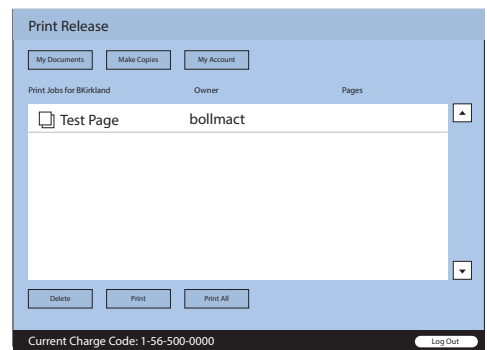 Print Release
My Documents Make Copies My Account
Print Jobs for BKirkland Owner Pages
Test Page bollmact
Delete Print Print All
Current Charge Code: 1-56-500-0000 Log Out